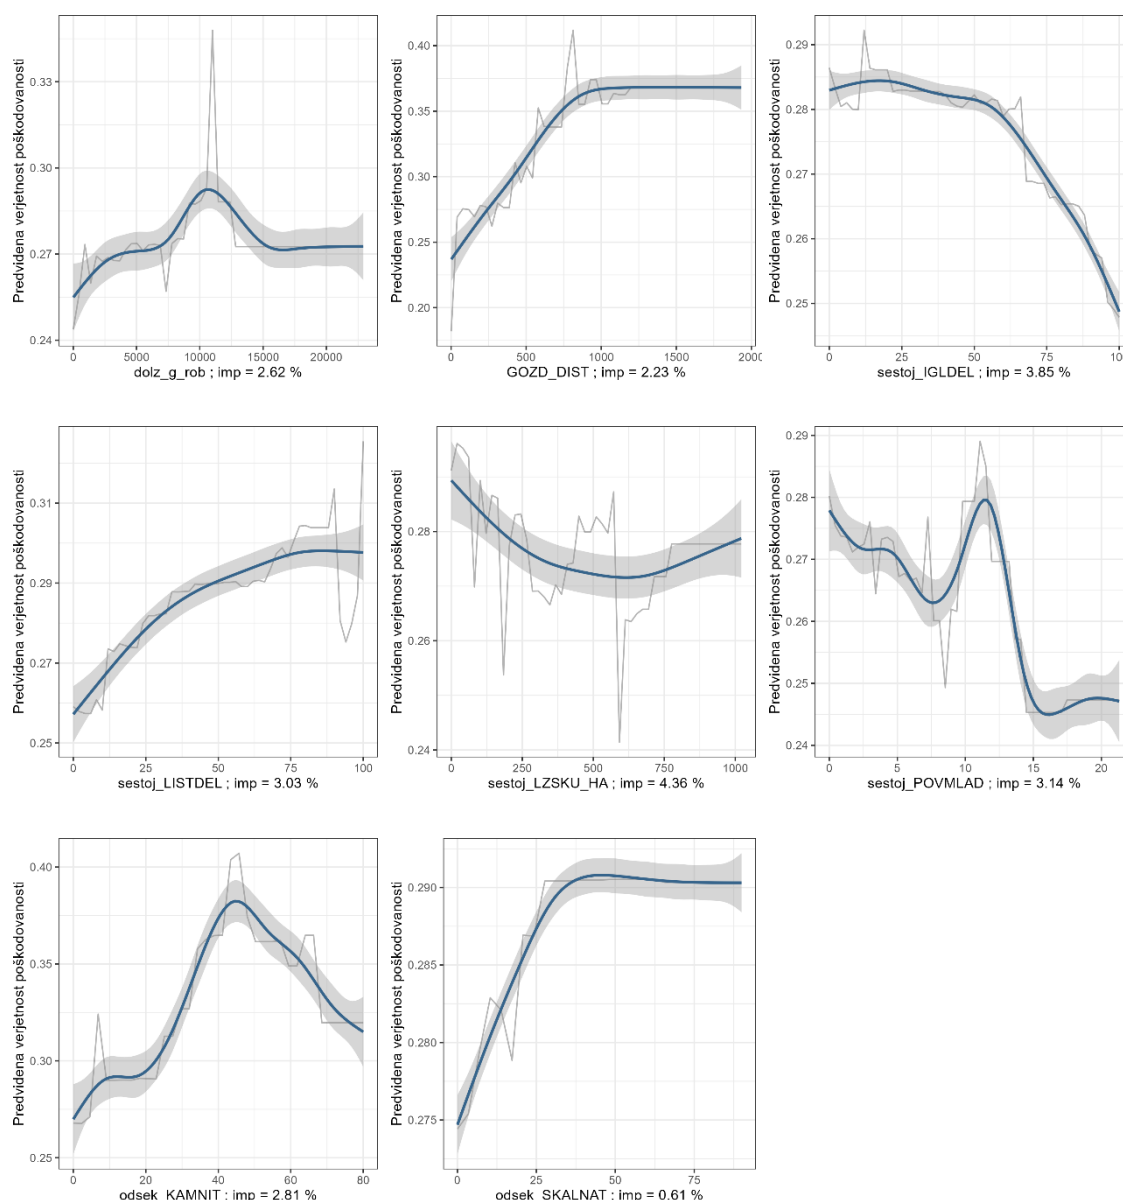 Predvidena verjetnost poškodovanosti
0.33
0.30
0.27
0.24
0 5000 10000 15000 20000
dolz_g_rob ; imp = 2.62 %
Predvidena verjetnost poškodovanosti
0.40
0.35
0.30
0.25
0.20
0 500 1000 1500
GOZD_DIST ; imp = 2.23 %
Predvidena verjetnost poškodovanosti
0.29
0.28
0.27
0.26
0.25
0 25 50 75
sestoj_IGLDEL ; imp = 3.85 %
Predvidena verjetnost poškodovanosti
0.31
0.29
0.27
0.25
0 25 50 75 100
sestoj_LISTDEL ; imp = 3.03 %
Predvidena verjetnost poškodovanosti
0.28
0.26
0.24
0 250 500 750 1000
sestoj_LZSKU_HA ; imp = 4.36 %
Predvidena verjetnost poškodovanosti
0.29
0.28
0.27
0.26
0.25
0.24
0 5 10 15 20
sestoj_POVMLAD ; imp = 3.14 %
Predvidena verjetnost poškodovanosti
0.40
0.35
0.30
0.25
0 20 40 60 80
odsek_KAMNIT ; imp = 2.81 %
Predvidena verjetnost poškodovanosti
0.290
0.285
0.280
0.275
0 25 50 75
odsek_SKALNAT ; imp = 0.61 %